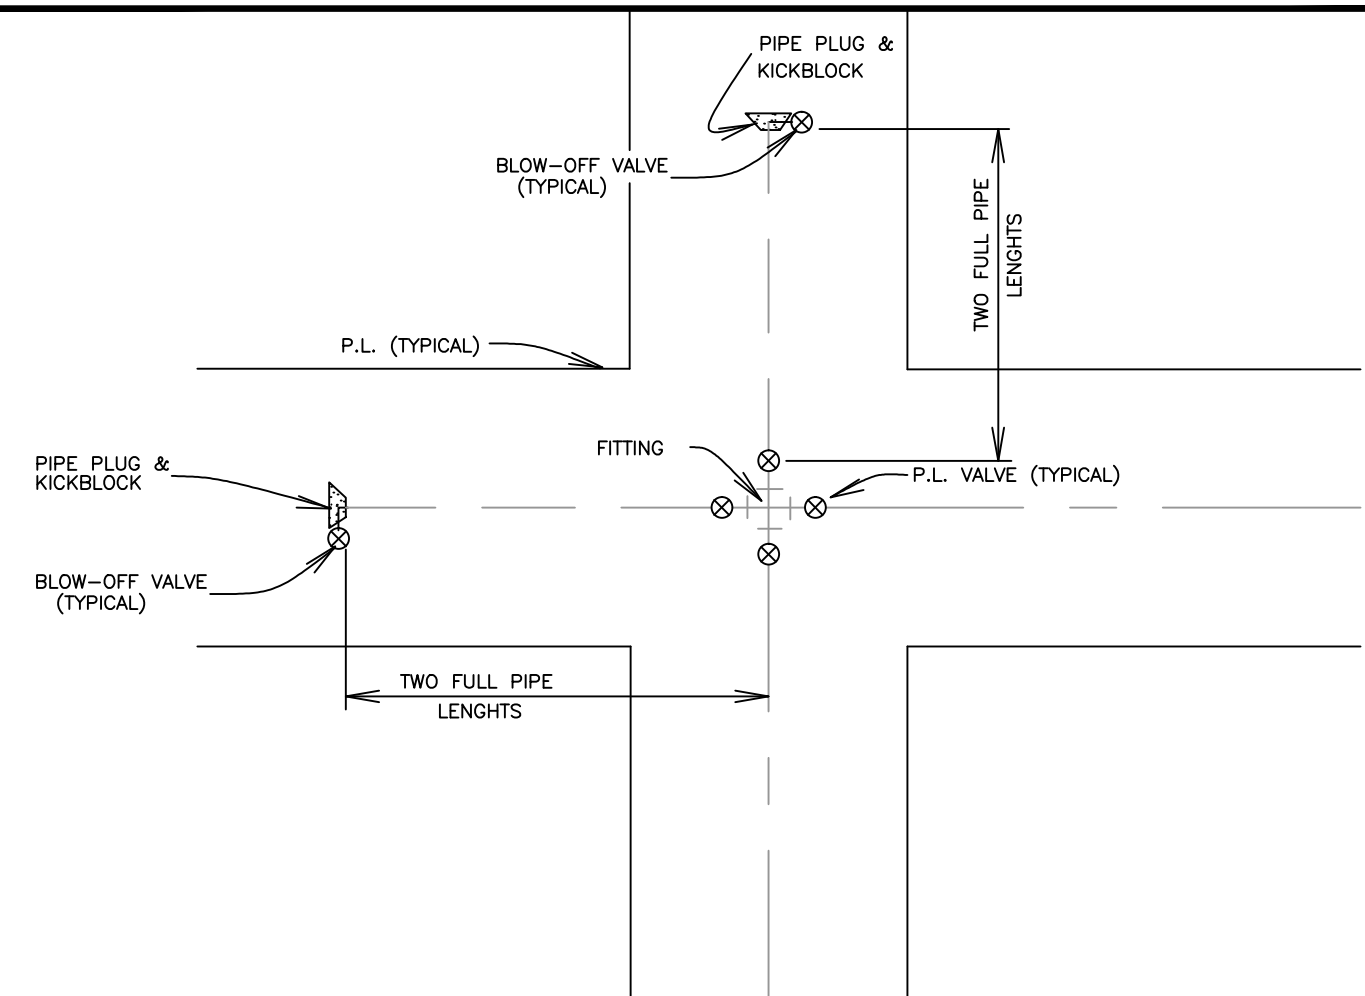 PIPE PLUG &
KICKBLOCK
BLOW-OFF VALVE
(TYPICAL)
TWO FULL PIPE
LENGHTS
P.L. (TYPICAL)
FITTING
P.L. VALVE (TYPICAL)
PIPE PLUG &
KICKBLOCK
BLOW-OFF VALVE
(TYPICAL)
TWO FULL PIPE
LENGHTS